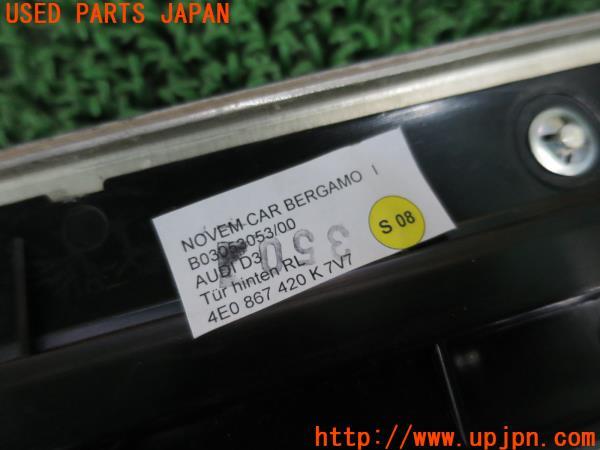 USED PARTS JAPAN
NOVEM CAR BERGAMO I
B03053053/00
AUDI D3
Tür hinten RL
4E0 867 420 K 7V7
S 08
UPJ
http://www.upjpn.com/